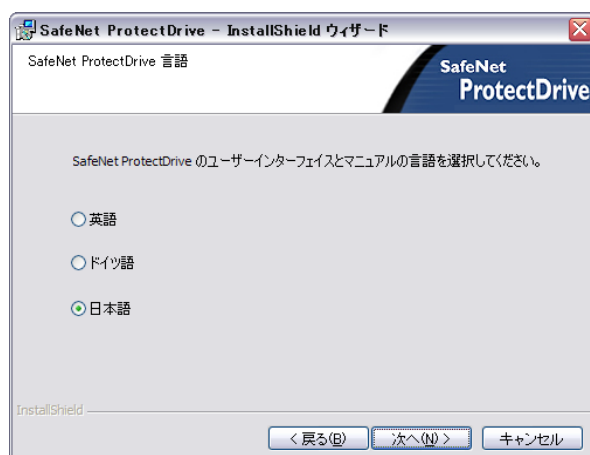 SafeNet ProtectDrive - InstallShield ウィザード
SafeNet ProtectDrive 言語
SafeNet
ProtectDrive
SafeNet ProtectDrive のユーザーインターフェイスとマニュアルの言語を選択してください。
英語
ドイツ語
日本語
InstallShield
< 戻る(B)
次へ(N) >
キャンセル